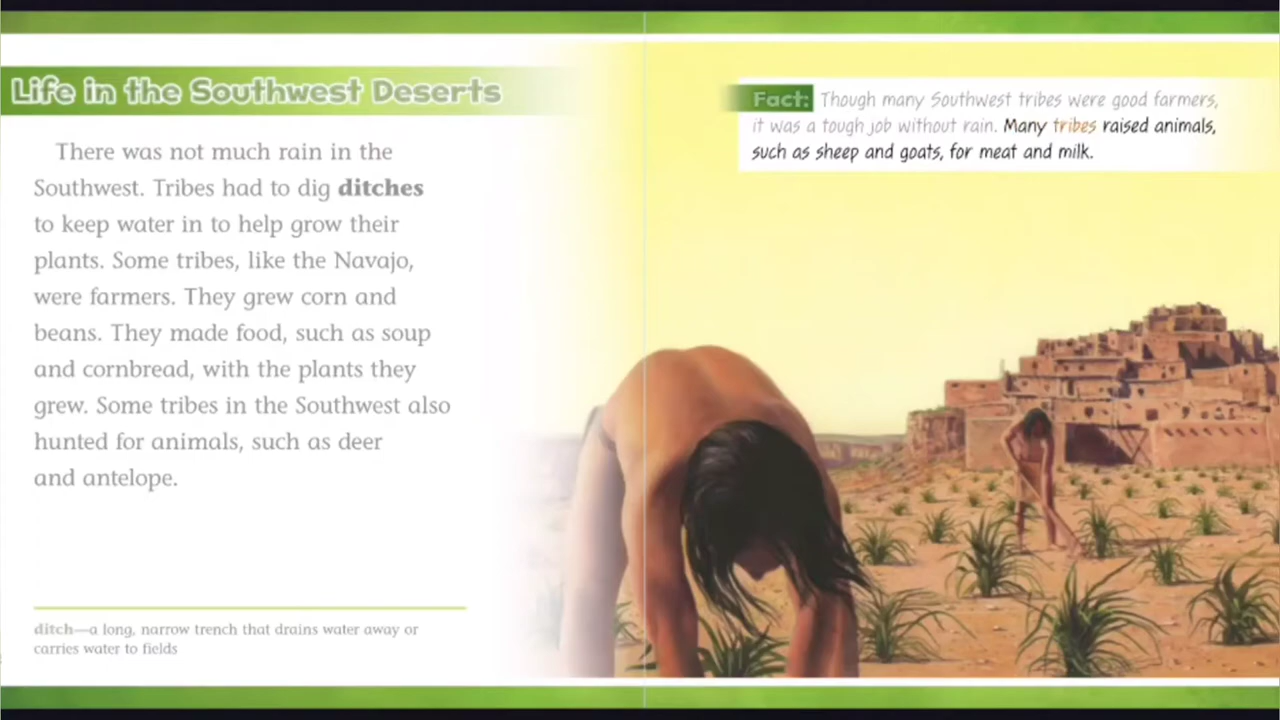 Life in the Southwest Deserts
There was not much rain in the
Southwest. Tribes had to dig ditches
to keep water in to help grow their
plants. Some tribes, like the Navajo,
were farmers. They grew corn and
beans. They made food, such as soup
and cornbread, with the plants they
grew. Some tribes in the Southwest also
hunted for animals, such as deer
and antelope.
ditch—a long, narrow trench that drains water away or
carries water to fields
Fact: Though many Southwest tribes were good farmers,
it was a tough job without rain. Many tribes raised animals,
such as sheep and goats, for meat and milk.